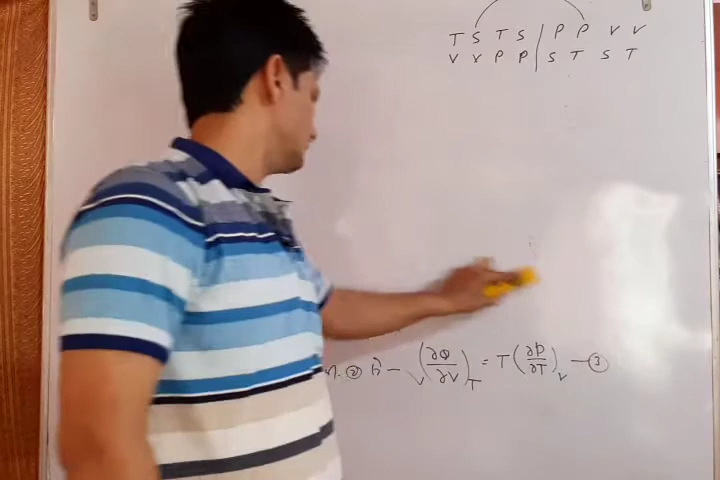 T S T S | P P V V
V V P P | S T S T
② से - (∂Q/∂V)_T = T (∂P/∂T)_V — ③